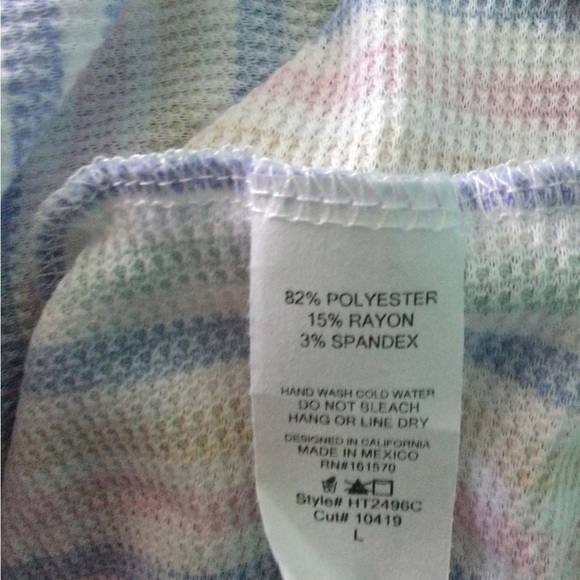 82% POLYESTER
15% RAYON
3% SPANDEX
HAND WASH COLD WATER
DO NOT BLEACH
HANG OR LINE DRY
DESIGNED IN CALIFORNIA
MADE IN MEXICO
RN#161570
Style# HT2496C
Cut# 10419
L